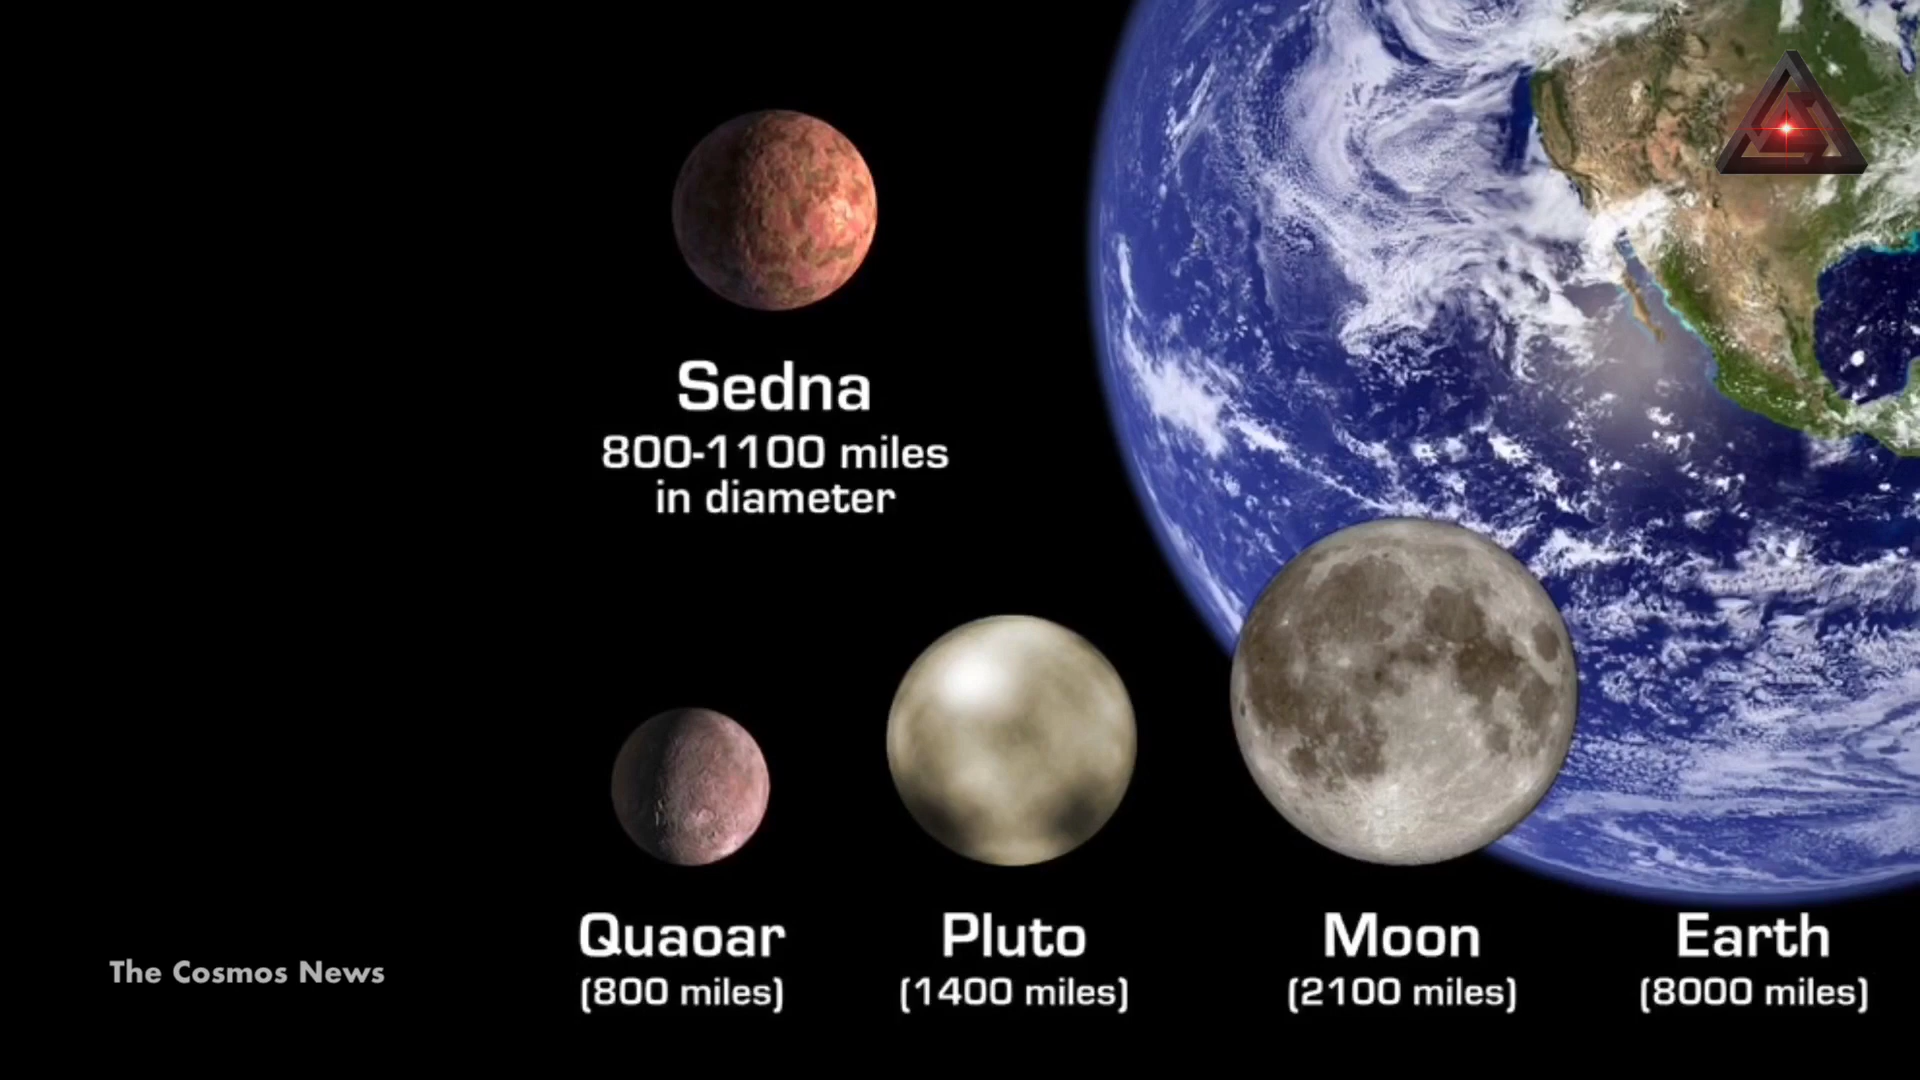 Sedna
800-1100 miles
in diameter
Quaoar
(800 miles)
Pluto
(1400 miles)
Moon
(2100 miles)
Earth
(8000 miles)
The Cosmos News